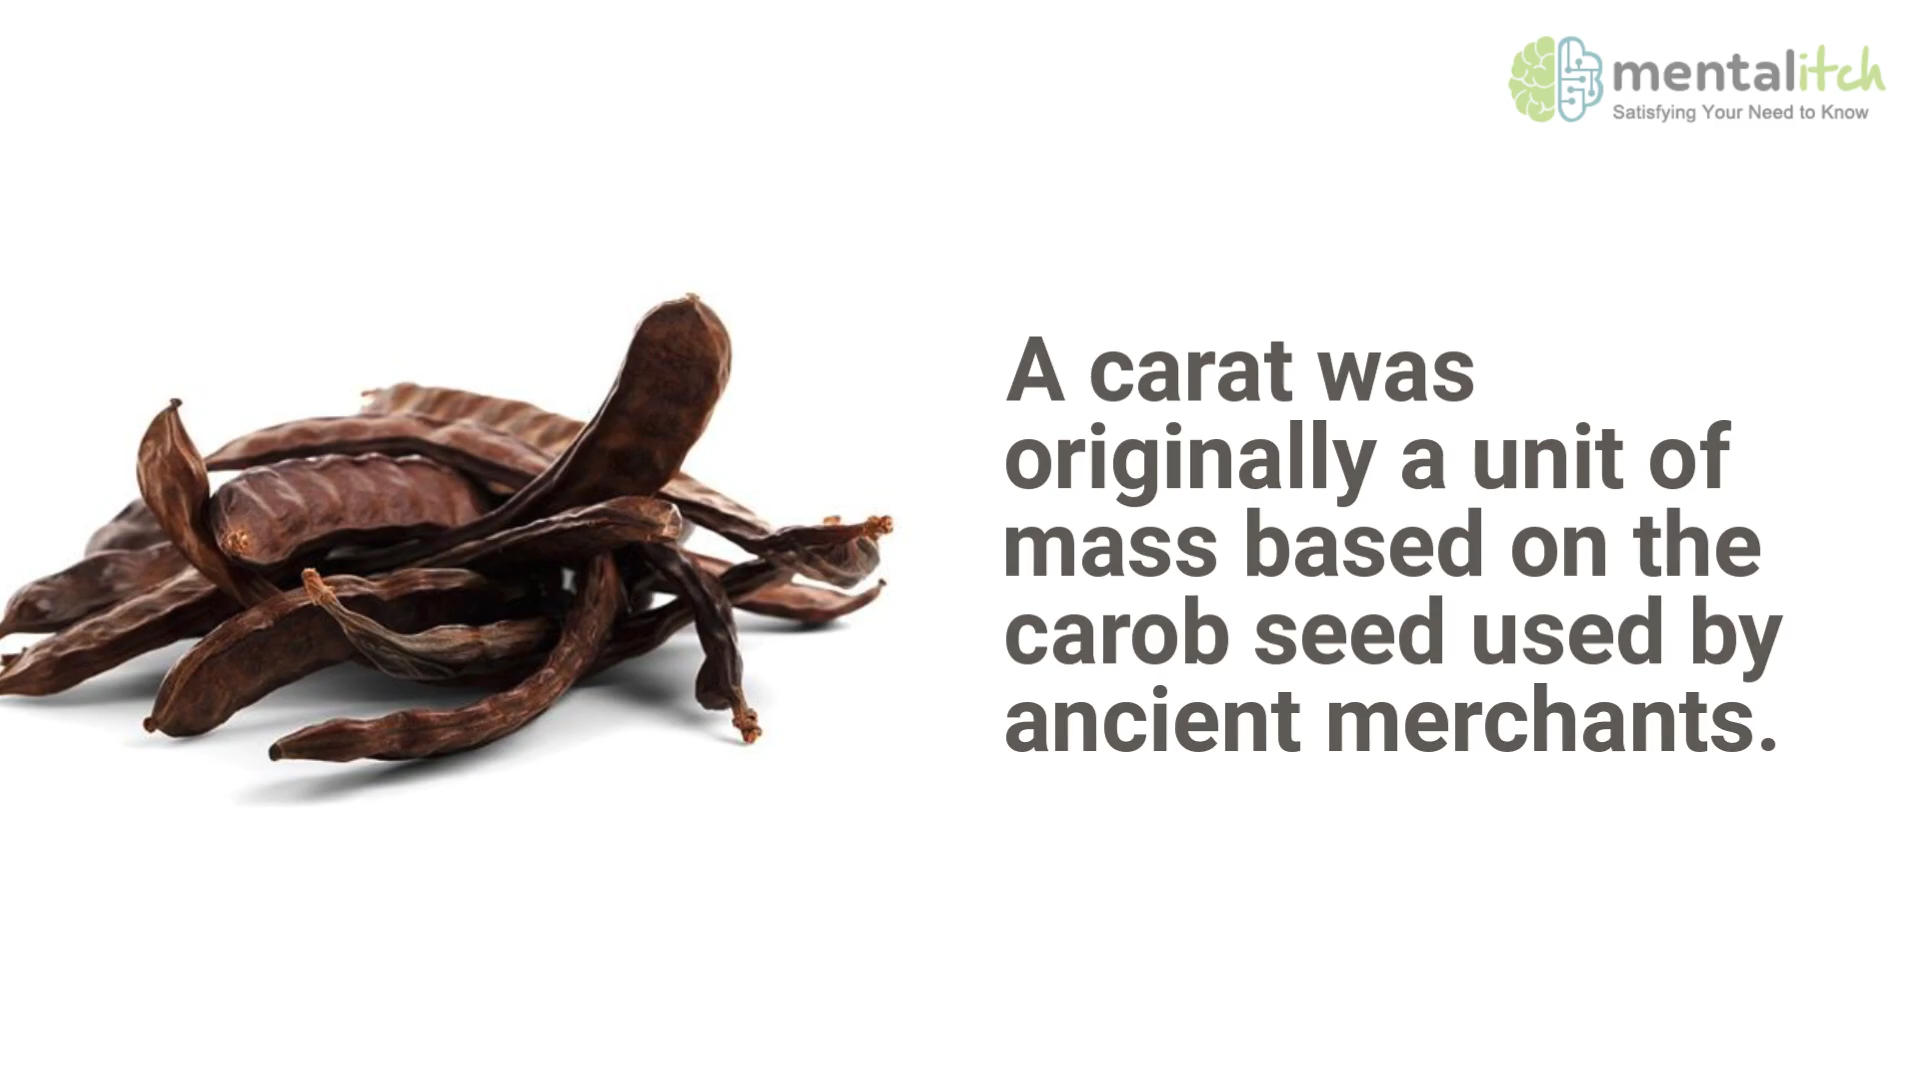 mentalitch
Satisfying Your Need to Know
A carat was
originally a unit of
mass based on the
carob seed used by
ancient merchants.